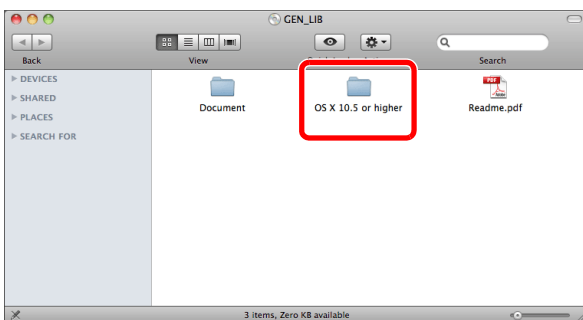 GEN_LIB
Back
View
Search
DEVICES
SHARED
PLACES
SEARCH FOR
Document
OS X 10.5 or higher
PDF
Readme.pdf
3 items, Zero KB available